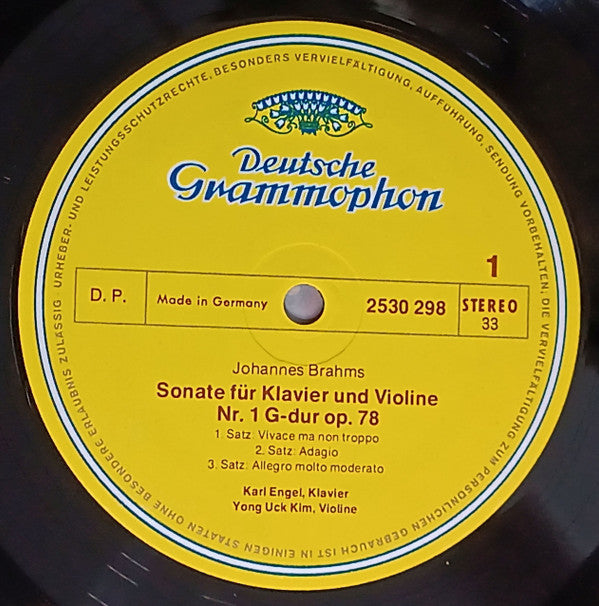 URHEBER- UND LEISTUNGSSCHUTZRECHTE, BESONDERS VERVIELFÄLTIGUNG, AUFFÜHRUNG, SENDUNG VORBEHALTEN. DIE VERVIELFÄLTIGUNG ZUM PERSÖNLICHEN GEBRAUCH IST IN EINIGEN STAATEN OHNE BESONDERE ERLAUBNIS ZULÄSSIG ·
Deutsche
Grammophon
1
D. P.
Made in Germany
2530 298
STEREO
33
Johannes Brahms
Sonate für Klavier und Violine
Nr. 1 G-dur op. 78
1. Satz: Vivace ma non troppo
2. Satz: Adagio
3. Satz: Allegro molto moderato
Karl Engel, Klavier
Yong Uck Kim, Violine